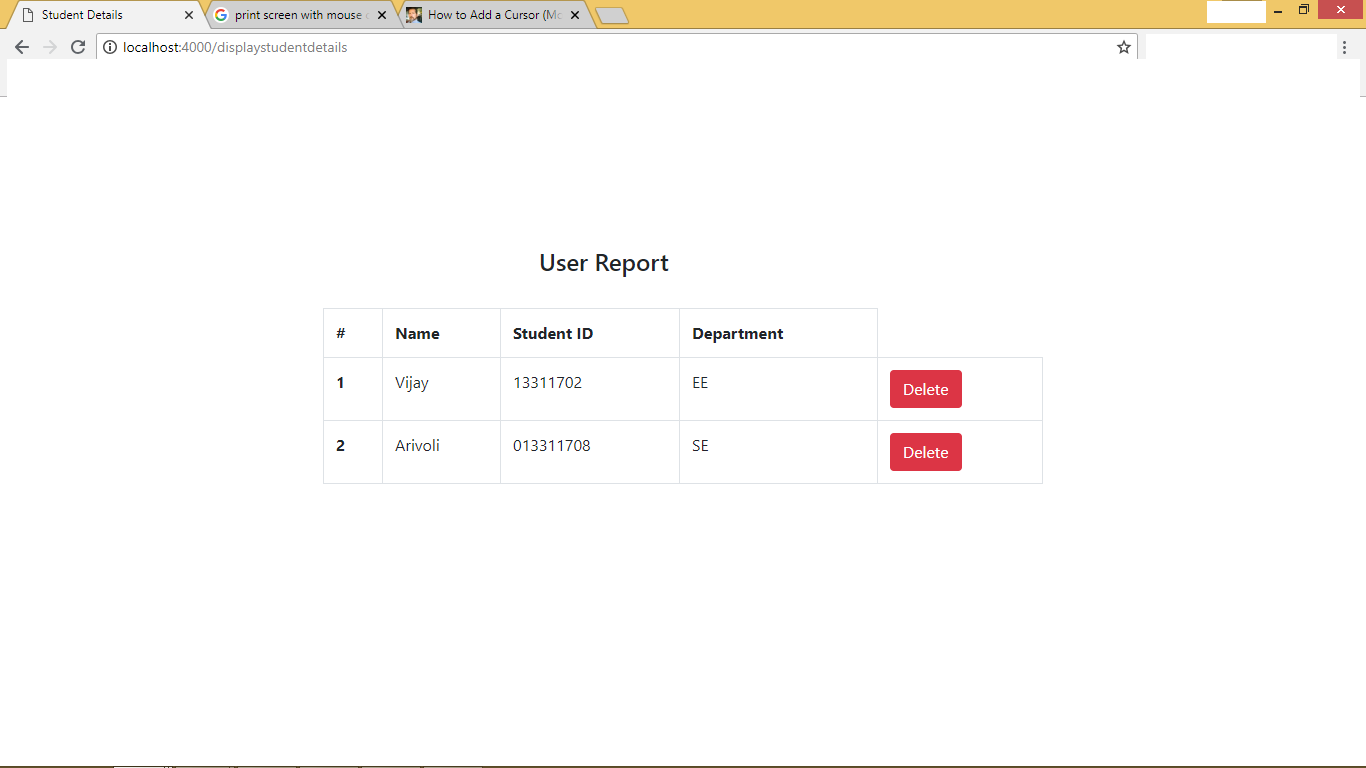 Student Details print screen with mouse How to Add a Cursor
localhost:4000/displaystudentdetails
User Report
# Name Student ID Department
1 Vijay 13311702 EE Delete
2 Arivoli 013311708 SE Delete